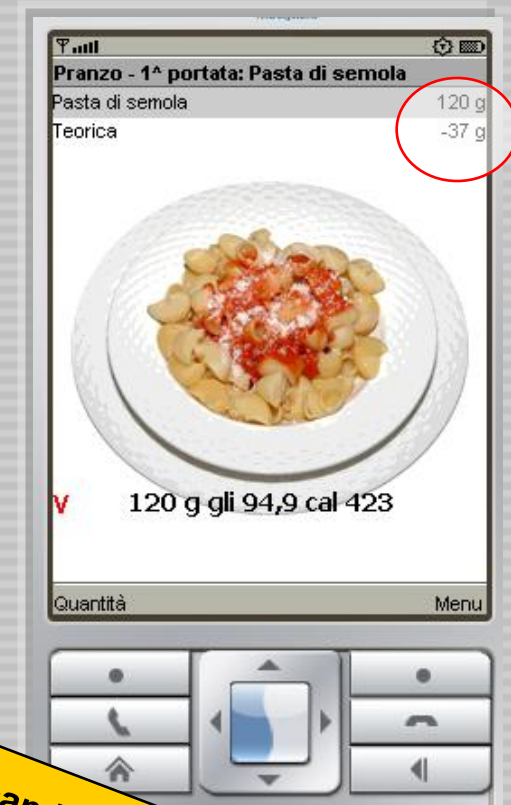 Pranzo - 1^ portata: Pasta di semola
Pasta di semola 120 g
Teorica -37 g
V 120 g gli 94,9 cal 423
Quantità Menu